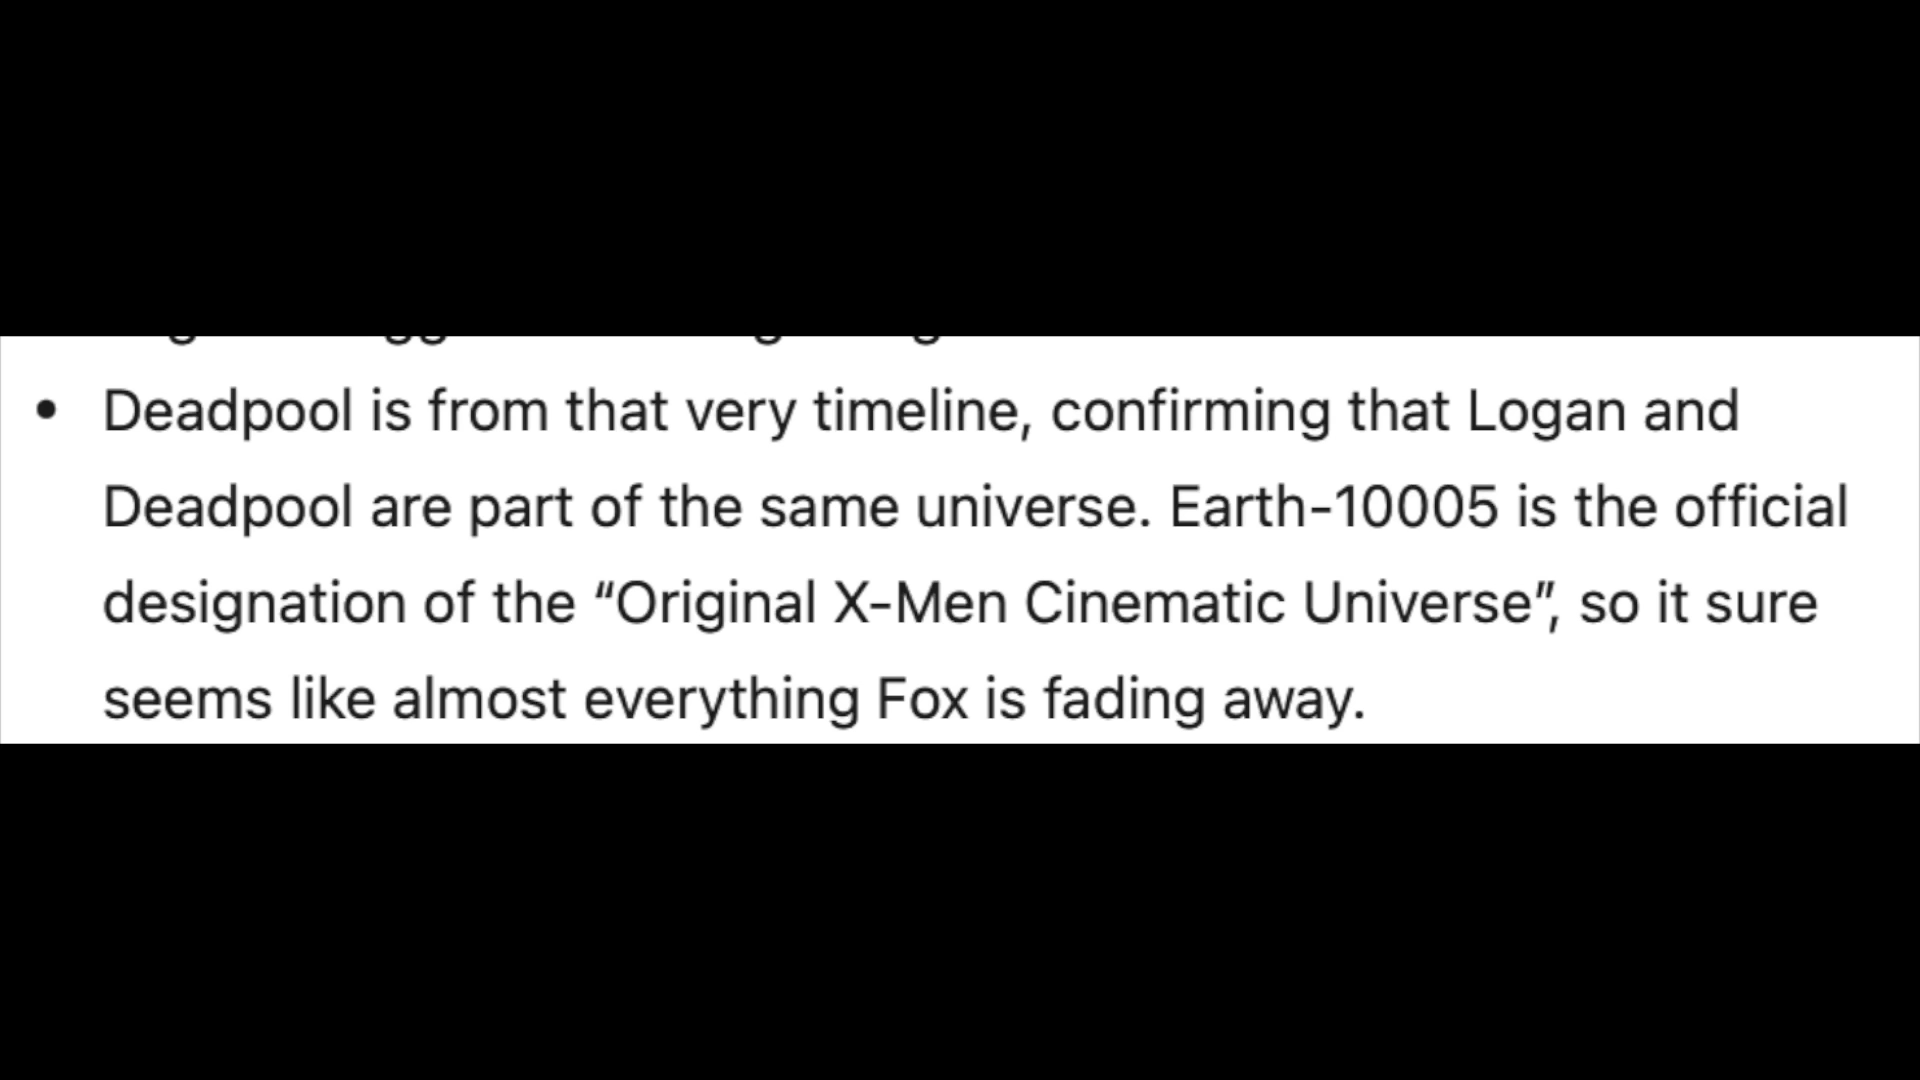 • Deadpool is from that very timeline, confirming that Logan and
Deadpool are part of the same universe. Earth-10005 is the official
designation of the “Original X-Men Cinematic Universe”, so it sure
seems like almost everything Fox is fading away.